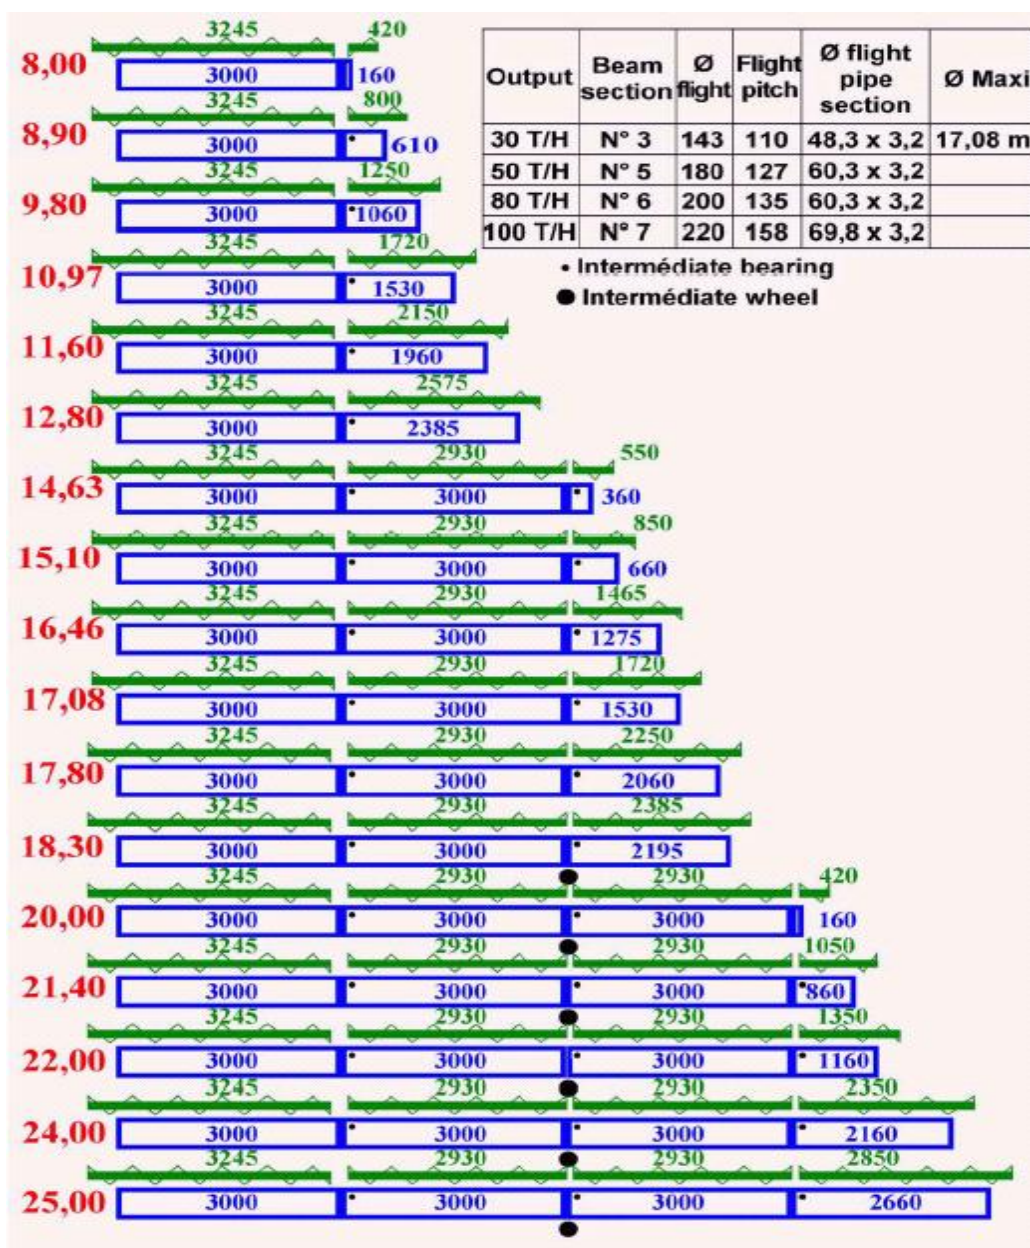 3245 420
8,00 3000 160
3245 800
8,90 3000 610
3245 1250
9,80 3000 1060
3245 1720
10,97 3000 1530
3245 2150
11,60 3000 1960
3245 2575
12,80 3000 2385
3245 2930 550
14,63 3000 3000 360
3245 2930 850
15,10 3000 3000 660
3245 2930 1465
16,46 3000 3000 1275
3245 2930 1720
17,08 3000 3000 1530
3245 2930 2250
17,80 3000 3000 2060
3245 2930 2385
18,30 3000 3000 2195
3245 2930 2930 420
20,00 3000 3000 3000 160
3245 2930 2930 1050
21,40 3000 3000 3000 860
3245 2930 2930 1350
22,00 3000 3000 3000 1160
3245 2930 2930 2350
24,00 3000 3000 3000 2160
3245 2930 2930 2850
25,00 3000 3000 3000 2660
Output Beam section Ø flight Flight pitch Ø flight pipe section Ø Maxi
30 T/H N° 3 143 110 48,3 x 3,2 17,08 m
50 T/H N° 5 180 127 60,3 x 3,2
80 T/H N° 6 200 135 60,3 x 3,2
100 T/H N° 7 220 158 69,8 x 3,2
• Intermédiate bearing
● Intermédiate wheel